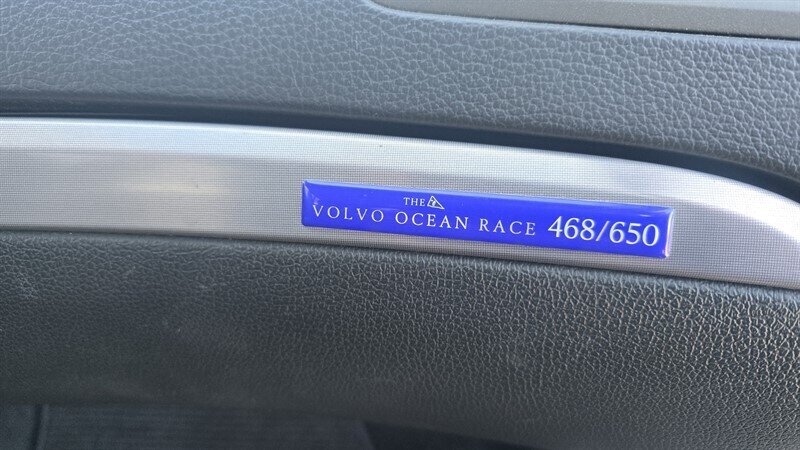 THE
VOLVO OCEAN RACE 468/650